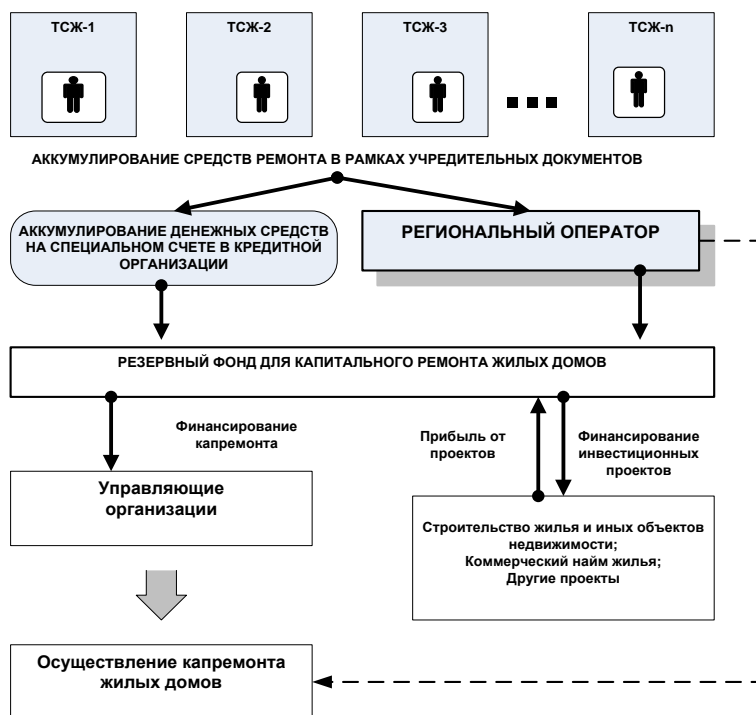 ТСЖ-1
ТСЖ-2
ТСЖ-3
ТСЖ-n
АККУМУЛИРОВАНИЕ СРЕДСТВ РЕМОНТА В РАМКАХ УЧРЕДИТЕЛЬНЫХ ДОКУМЕНТОВ
АККУМУЛИРОВАНИЕ ДЕНЕЖНЫХ СРЕДСТВ
НА СПЕЦИАЛЬНОМ СЧЕТЕ В КРЕДИТНОЙ
ОРГАНИЗАЦИИ
РЕГИОНАЛЬНЫЙ ОПЕРАТОР
РЕЗЕРВНЫЙ ФОНД ДЛЯ КАПИТАЛЬНОГО РЕМОНТА ЖИЛЫХ ДОМОВ
Финансирование
капремонта
Прибыль от
проектов
Финансирование
инвестиционных
проектов
Управляющие
организации
Строительство жилья и иных объектов
недвижимости;
Коммерческий найм жилья;
Другие проекты
Осуществление капремонта
жилых домов